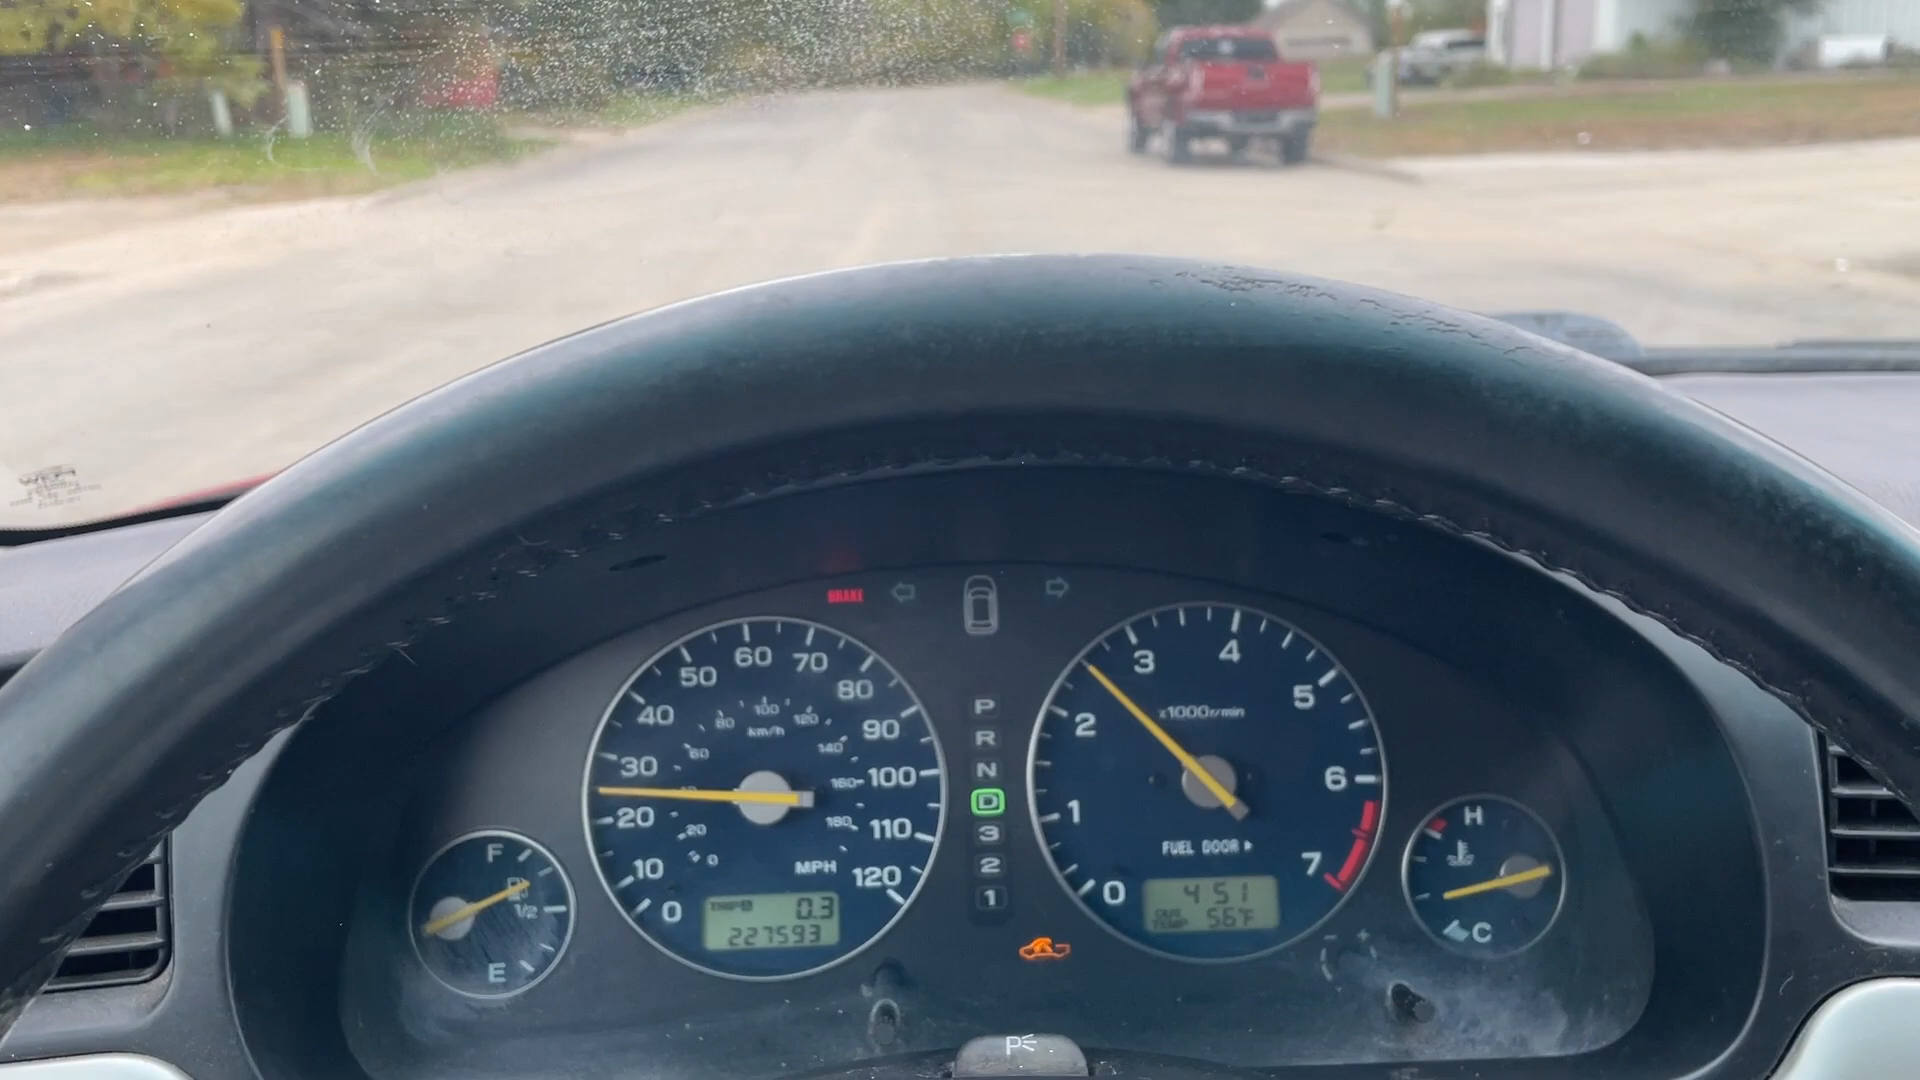 BRAKE
50 60 70
40 80
30 90
20 100
10 110
0 120
80 100 120
km/h
60 140
160
20 180
0
MPH
TRIP A 0.3
227593
P
R
N
D
3
2
1
3 4
2 5
1 6
0 7
x1000r/min
FUEL DOOR
4 51
OUT TEMP 56°F
F
1/2
E
H
C
- +
P